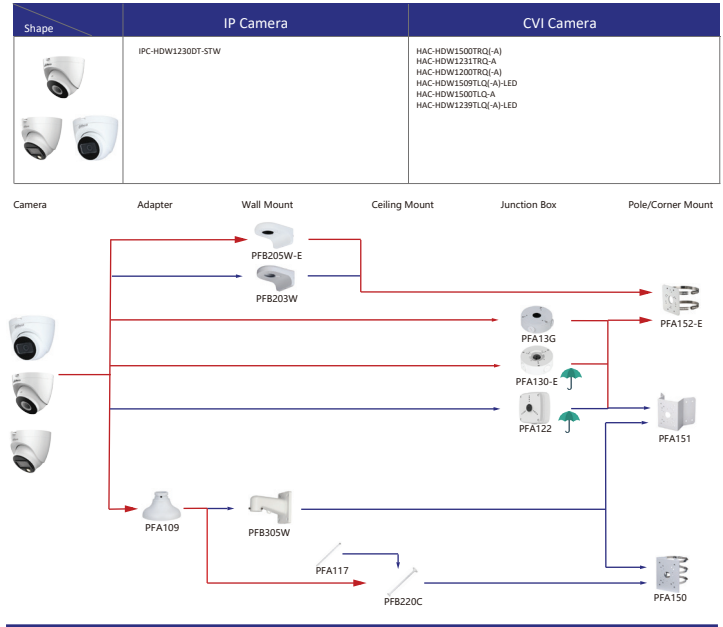 Shape
IP Camera
CVI Camera
IPC-HDW1230DT-STW
HAC-HDW1500TRQ(-A)
HAC-HDW1231TRQ-A
HAC-HDW1200TRQ(-A)
HAC-HDW1509TLQ(-A)-LED
HAC-HDW1500TLQ-A
HAC-HDW1239TLQ(-A)-LED
Camera
Adapter
Wall Mount
Ceiling Mount
Junction Box
Pole/Corner Mount
PFB205W-E
PFB203W
PFA152-E
PFA13G
PFA130-E
PFA122
PFA151
PFA109
PFB305W
PFA117
PFB220C
PFA150